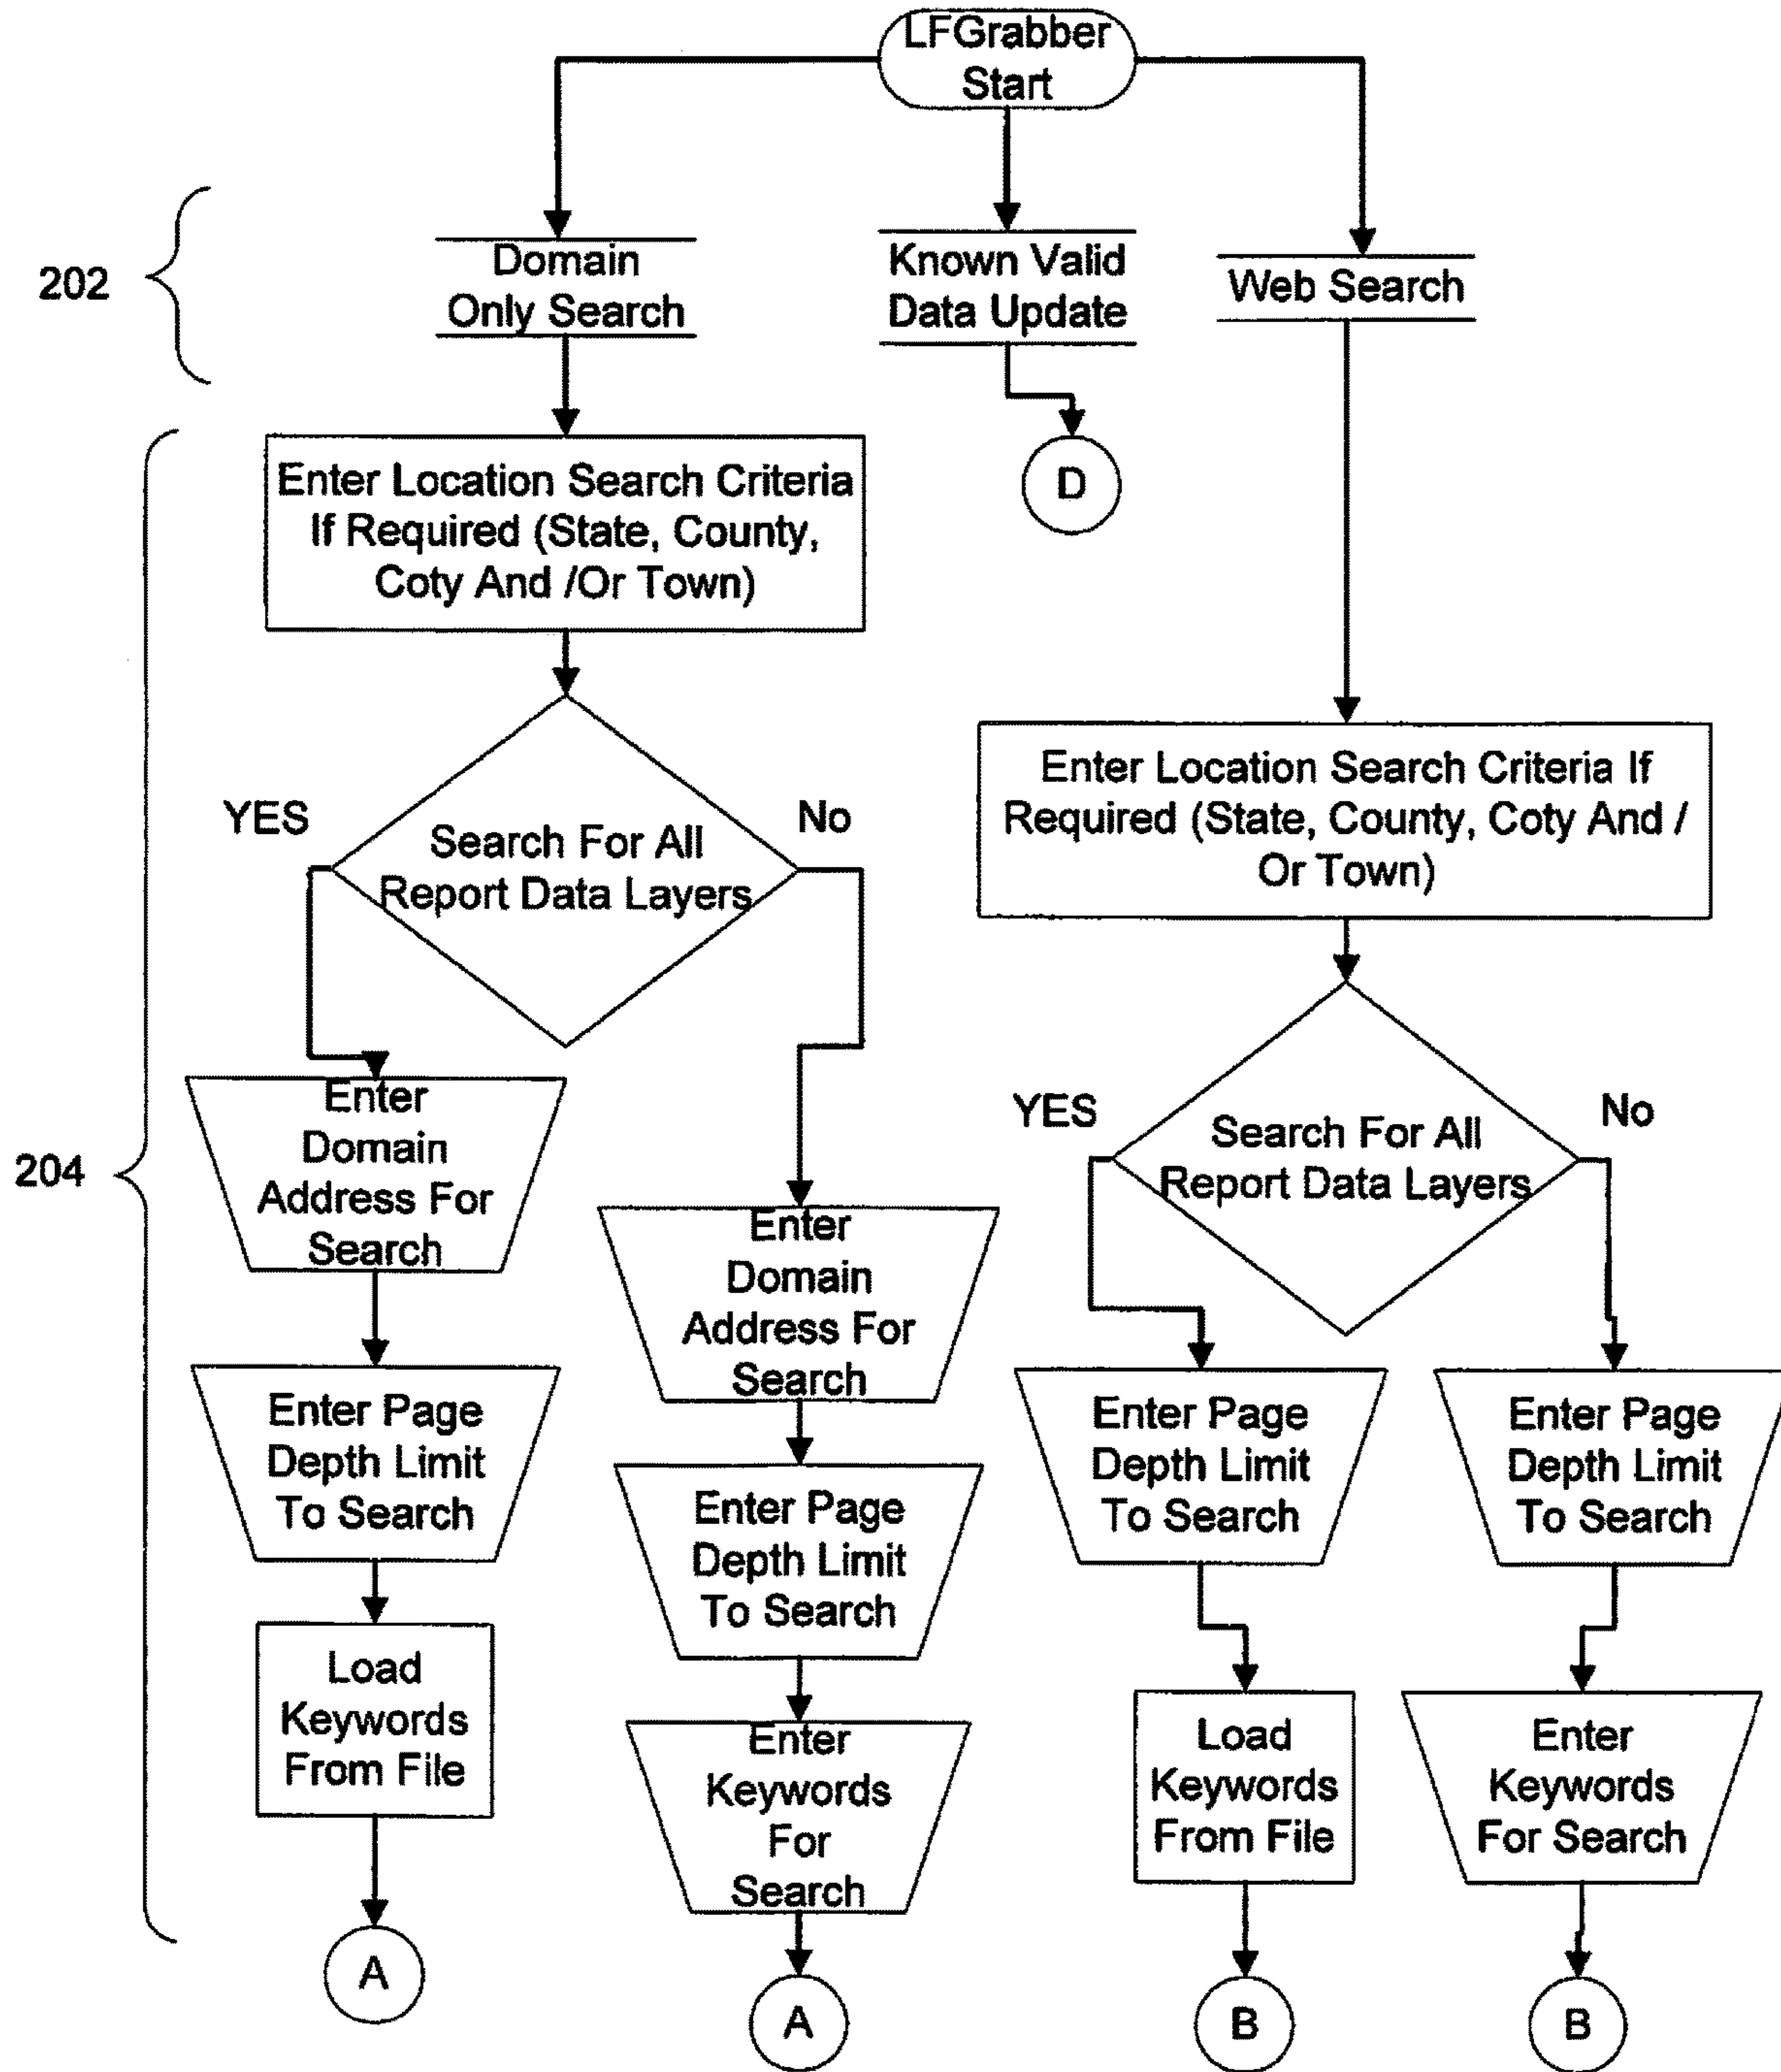 LFGrabber
Start
202
Domain
Only Search
Known Valid
Data Update
Web Search
Enter Location Search Criteria
If Required (State, County,
Coty And /Or Town)
D
Enter Location Search Criteria If
Required (State, County, Coty And /
Or Town)
YES
No
Search For All
Report Data Layers
YES
No
Search For All
Report Data Layers
204
Enter
Domain
Address For
Search
Enter
Domain
Address For
Search
Enter Page
Depth Limit
To Search
Enter Page
Depth Limit
To Search
Enter Page
Depth Limit
To Search
Enter Page
Depth Limit
To Search
Load
Keywords
From File
Enter
Keywords
For
Search
Load
Keywords
From File
Enter
Keywords
For Search
A
A
B
B